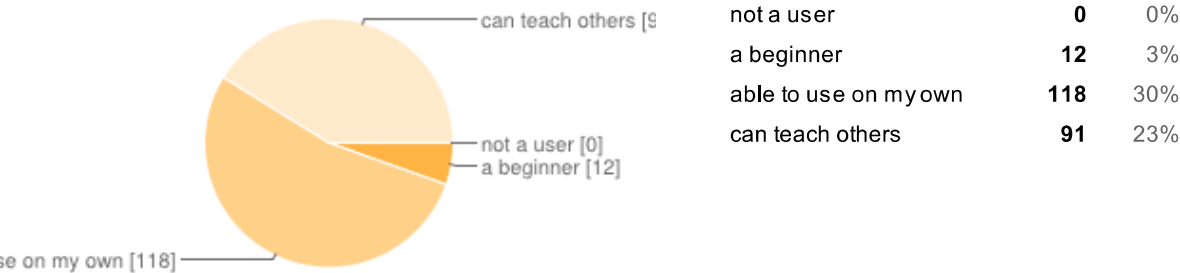 can teach others [9
not a user [0]
a beginner [12]
se on my own [118]
not a user 0 0%
a beginner 12 3%
able to use on my own 118 30%
can teach others 91 23%